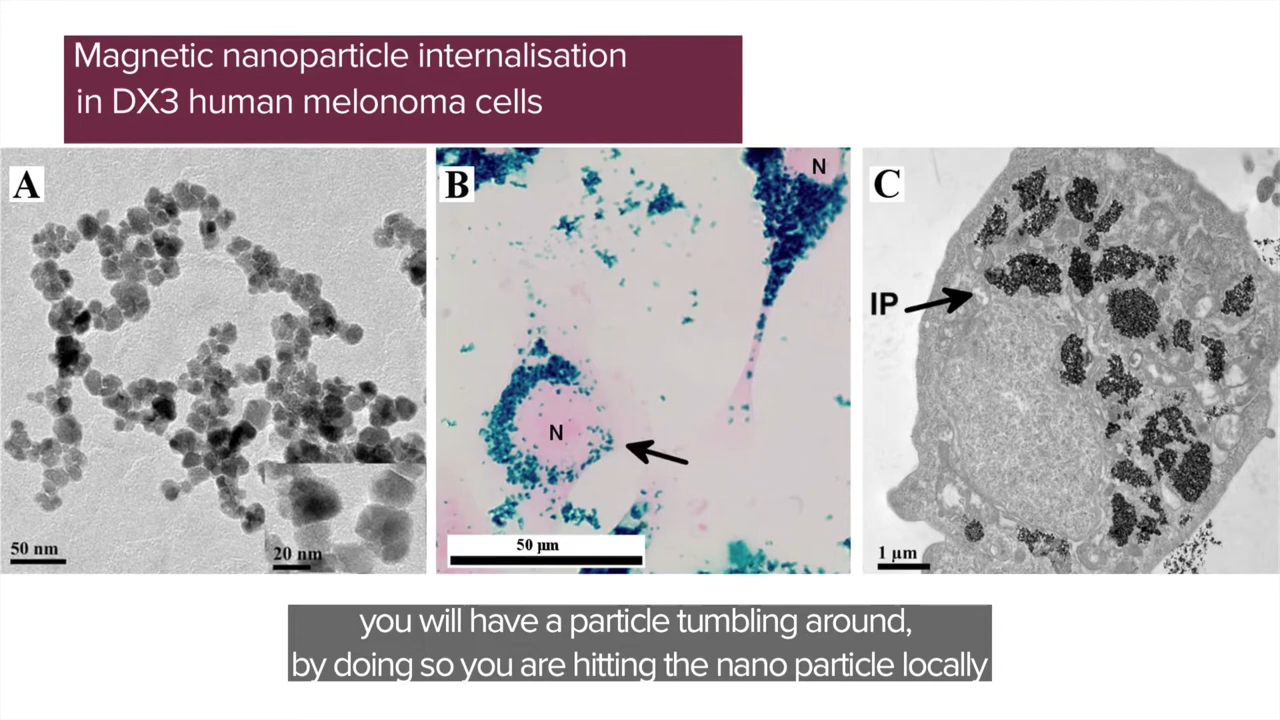 Magnetic nanoparticle internalisation
in DX3 human melonoma cells
A
50 nm
20 nm
B
N
N
50 µm
C
IP
1 µm
you will have a particle tumbling around,
by doing so you are hitting the nano particle locally